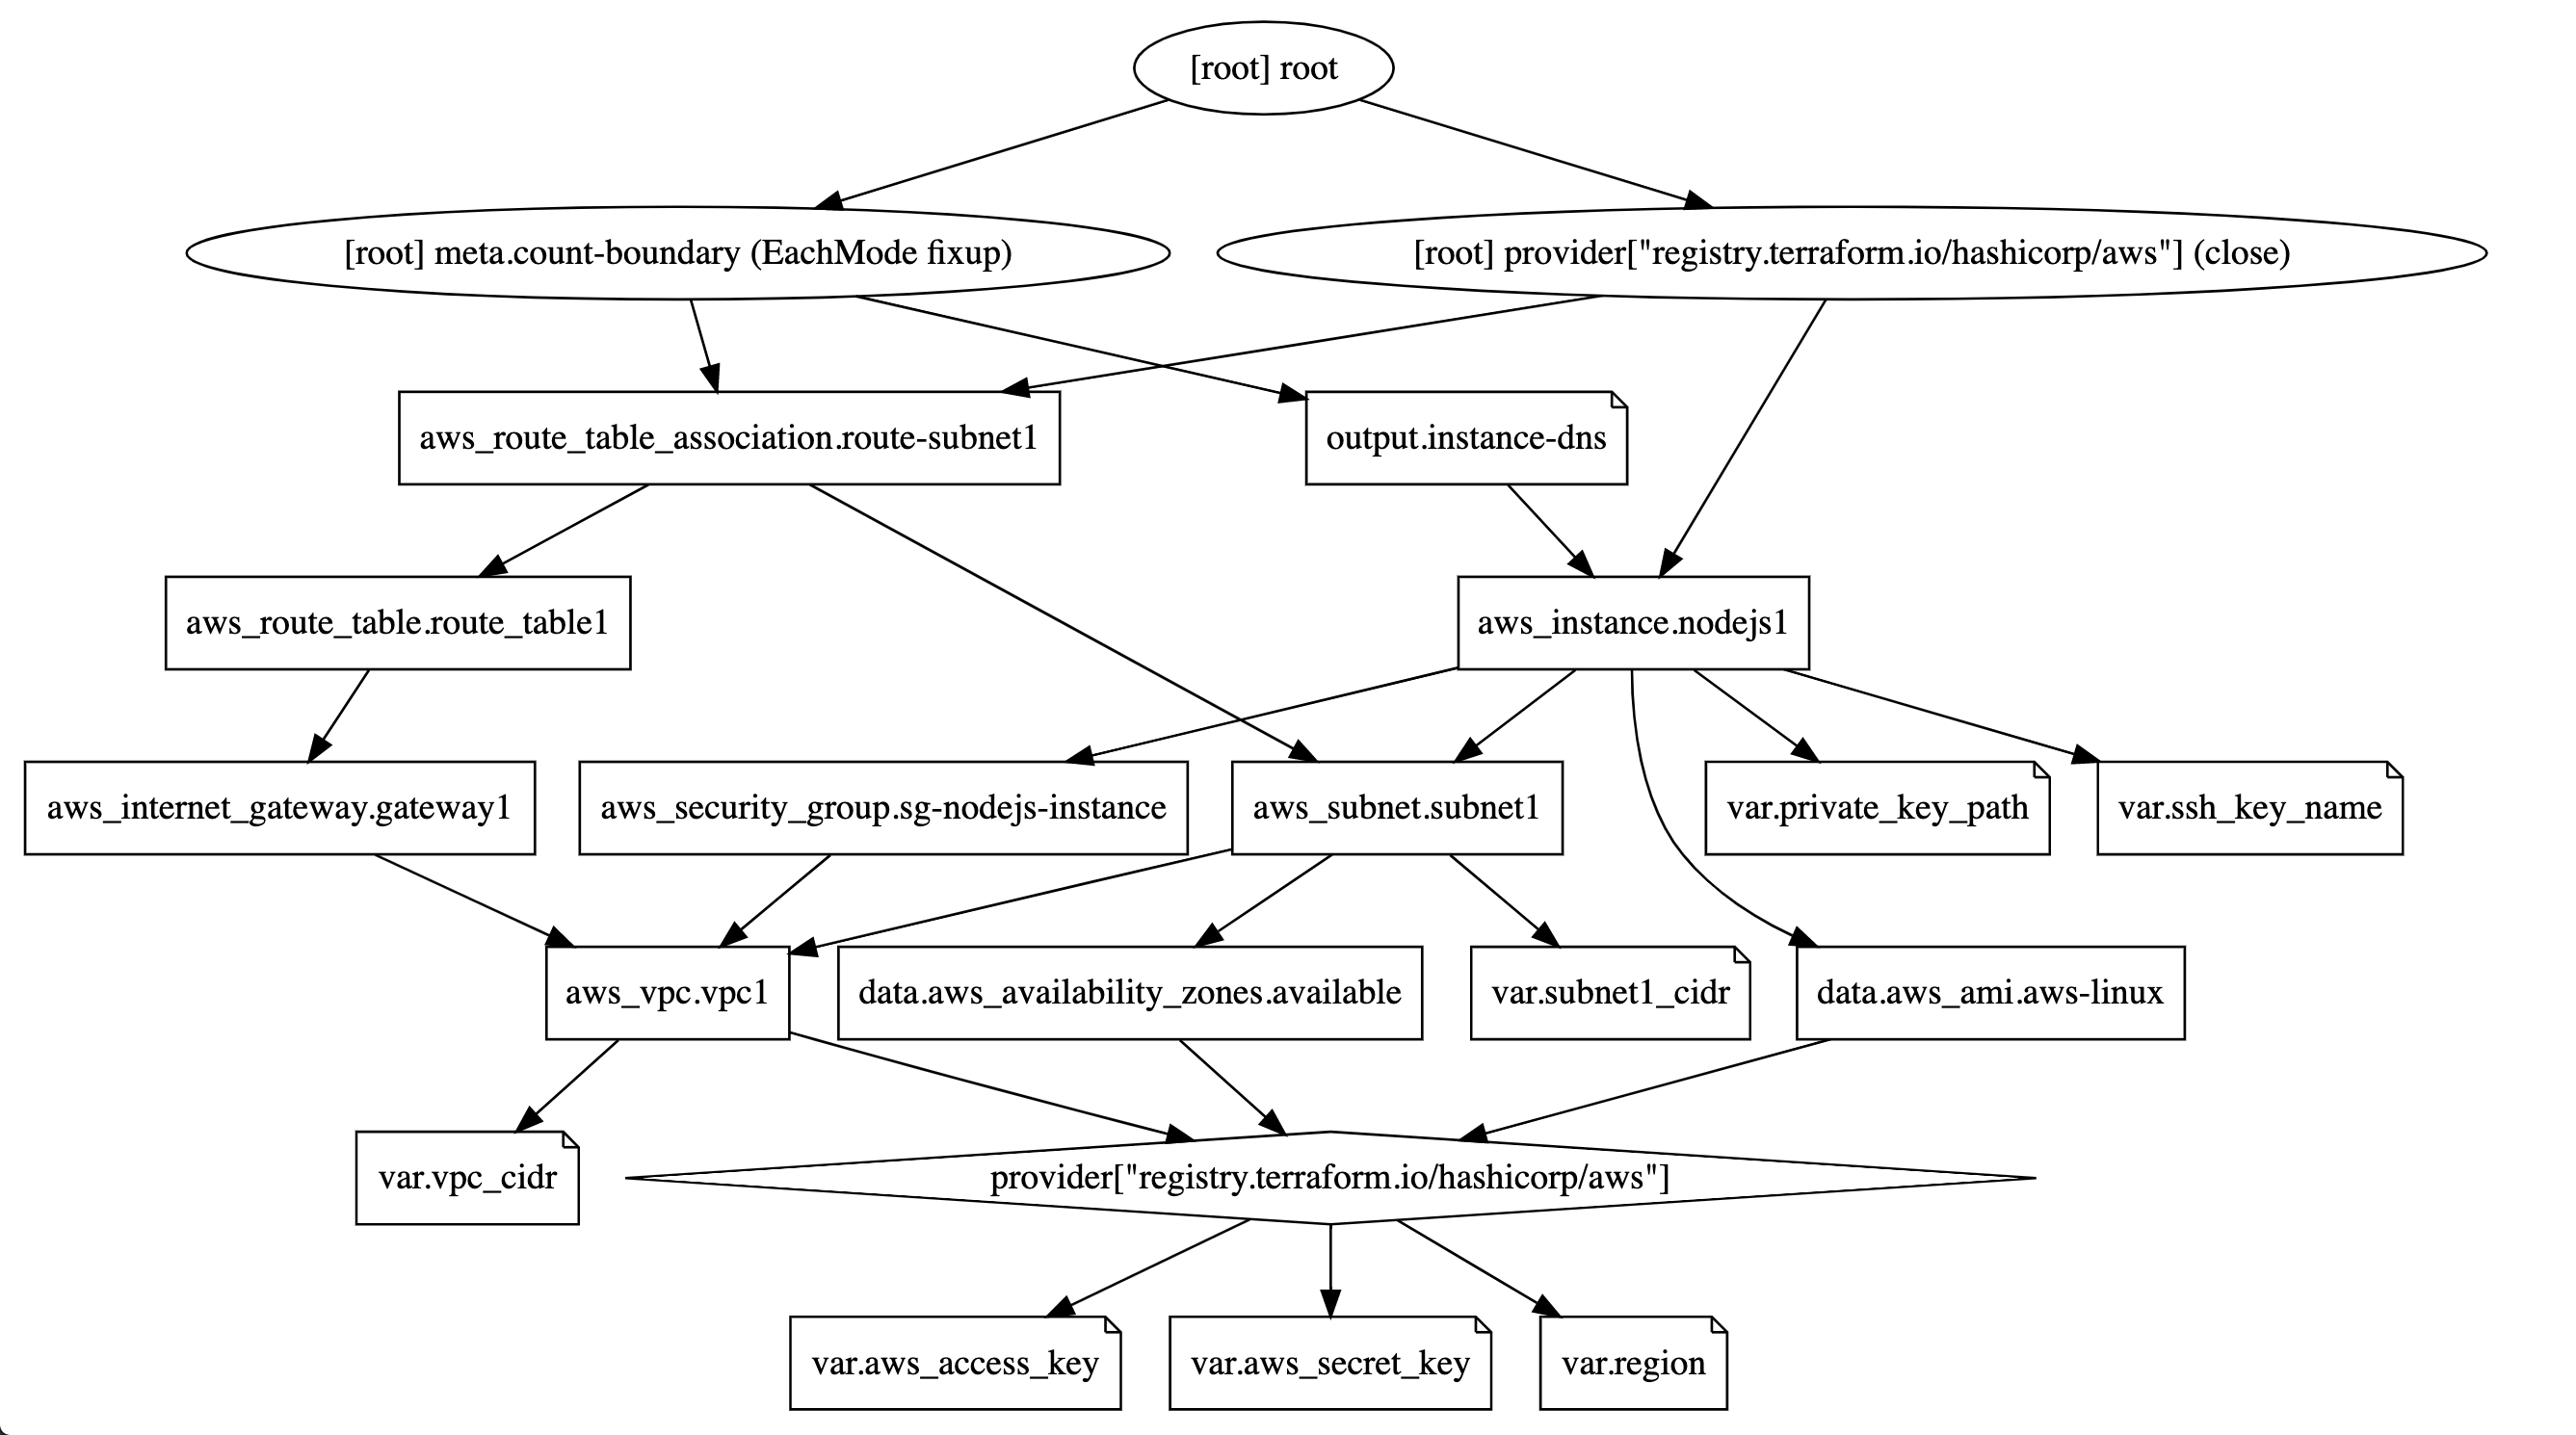 [root] root
[root] meta.count-boundary (EachMode fixup)
[root] provider["registry.terraform.io/hashicorp/aws"] (close)
aws_route_table_association.route-subnet1
output.instance-dns
aws_route_table.route_table1
aws_instance.nodejs1
aws_internet_gateway.gateway1
aws_security_group.sg-nodejs-instance
aws_subnet.subnet1
var.private_key_path
var.ssh_key_name
aws_vpc.vpc1
data.aws_availability_zones.available
var.subnet1_cidr
data.aws_ami.aws-linux
var.vpc_cidr
provider["registry.terraform.io/hashicorp/aws"]
var.aws_access_key
var.aws_secret_key
var.region